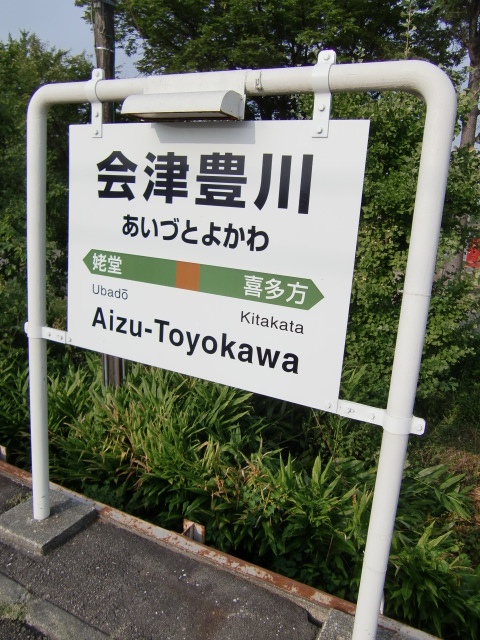 会津豊川
あいづとよかわ
姥堂 喜多方
Ubadō Kitakata
Aizu-Toyokawa